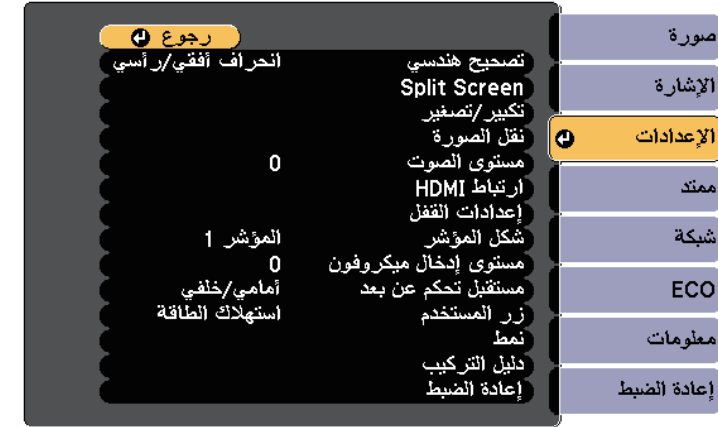 صورة
الإشارة
الإعدادات
ممتد
شبكة
ECO
معلومات
إعادة الضبط
رجوع
تصحيح هندسي انحراف أفقي/رأسي
Split Screen
تكبير/تصغير
نقل الصورة
مستوى الصوت 0
ارتباط HDMI
إعدادات القفل
شكل المؤشر المؤشر 1
مستوى إدخال ميكروفون 0
مستقبل تحكم عن بعد أمامي/خلفي
زر المستخدم استهلاك الطاقة
نمط
دليل التركيب
إعادة الضبط